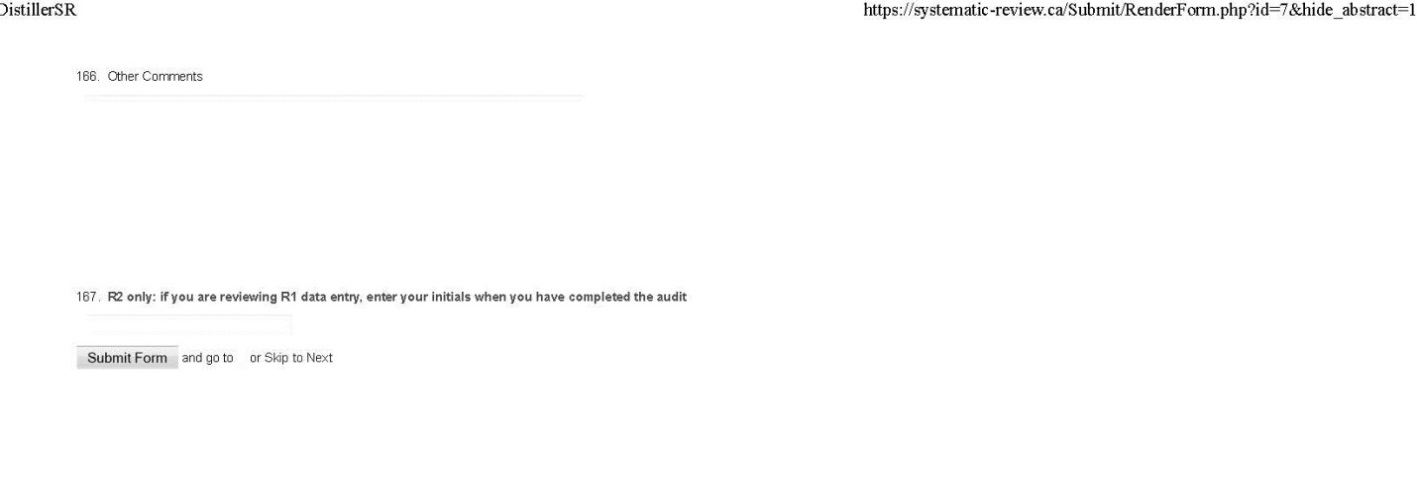 DistillerSR
https://systematic-review.ca/Submit/RenderForm.php?id=7&hide_abstract=1
166. Other Comments
167. R2 only: if you are reviewing R1 data entry, enter your initials when you have completed the audit
Submit Form and go to or Skip to Next